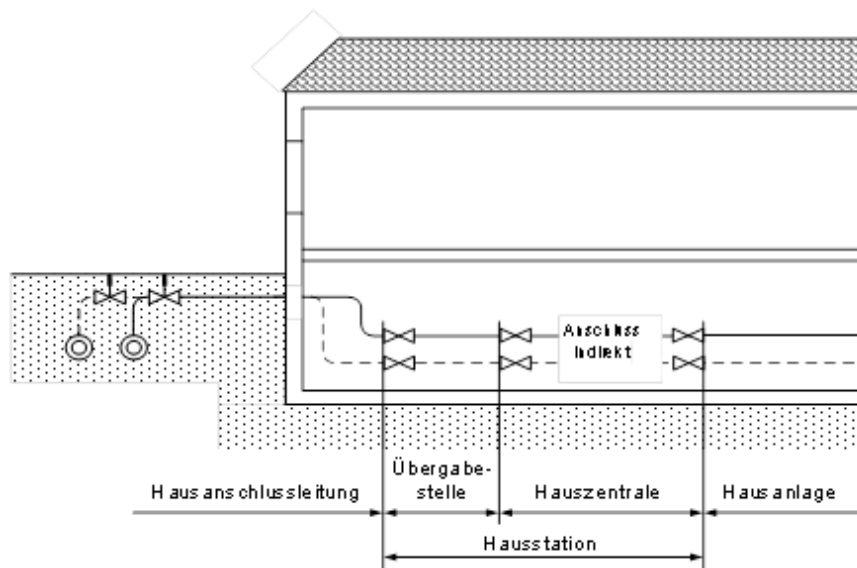 Anschluss
indirekt
Hausanschlussleitung
Übergabe-
stelle
Hauszentrale
Hausanlage
Hausstation